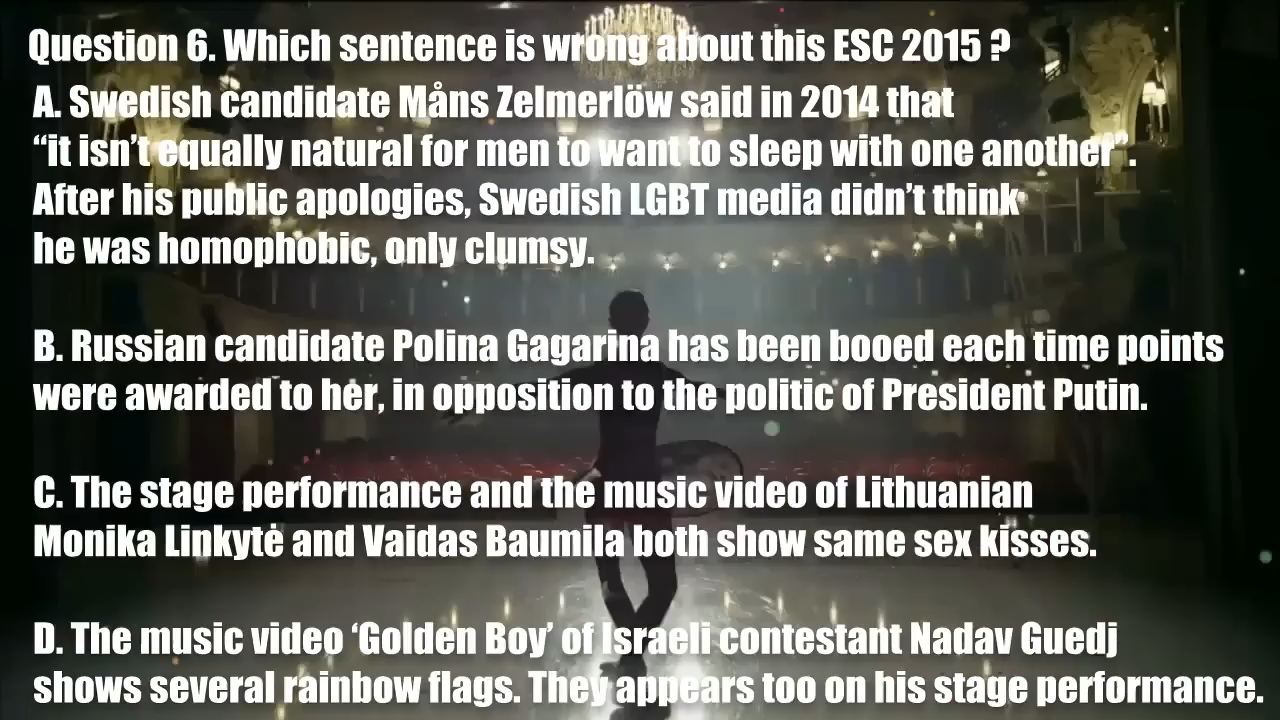 Question 6. Which sentence is wrong about this ESC 2015 ?
A. Swedish candidate Måns Zelmerlöw said in 2014 that
“it isn’t equally natural for men to want to sleep with one another”.
After his public apologies, Swedish LGBT media didn’t think
he was homophobic, only clumsy.
B. Russian candidate Polina Gagarina has been booed each time points
were awarded to her, in opposition to the politic of President Putin.
C. The stage performance and the music video of Lithuanian
Monika Linkytė and Vaidas Baumila both show same sex kisses.
D. The music video ‘Golden Boy’ of Israeli contestant Nadav Guedj
shows several rainbow flags. They appears too on his stage performance.